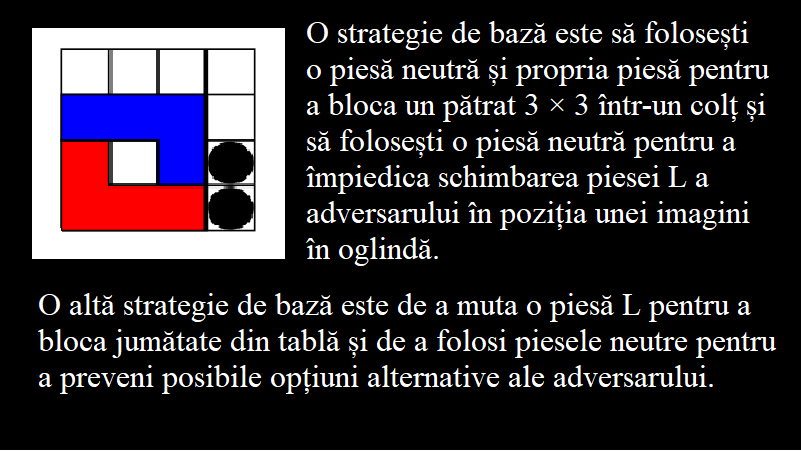 O strategie de bază este să folosești
o piesă neutră și propria piesă pentru
a bloca un pătrat 3 × 3 într-un colț și
să folosești o piesă neutră pentru a
împiedica schimbarea piesei L a
adversarului în poziția unei imagini
în oglindă.
O altă strategie de bază este de a muta o piesă L pentru a
bloca jumătate din tablă și de a folosi piesele neutre pentru
a preveni posibile opțiuni alternative ale adversarului.